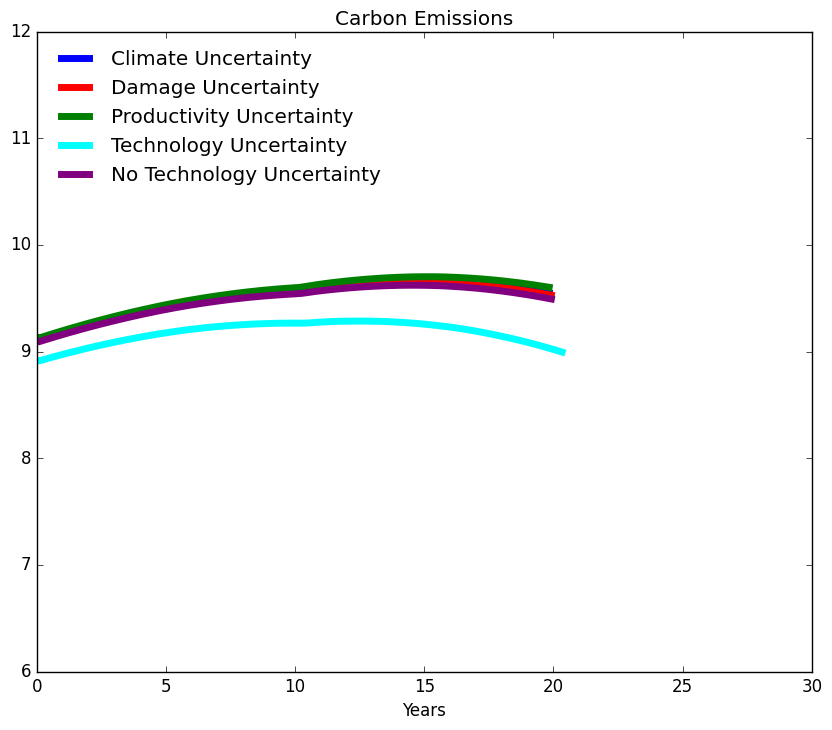 Carbon Emissions
12
11
10
9
8
7
6
Climate Uncertainty
Damage Uncertainty
Productivity Uncertainty
Technology Uncertainty
No Technology Uncertainty
0 5 10 15 20 25 30
Years